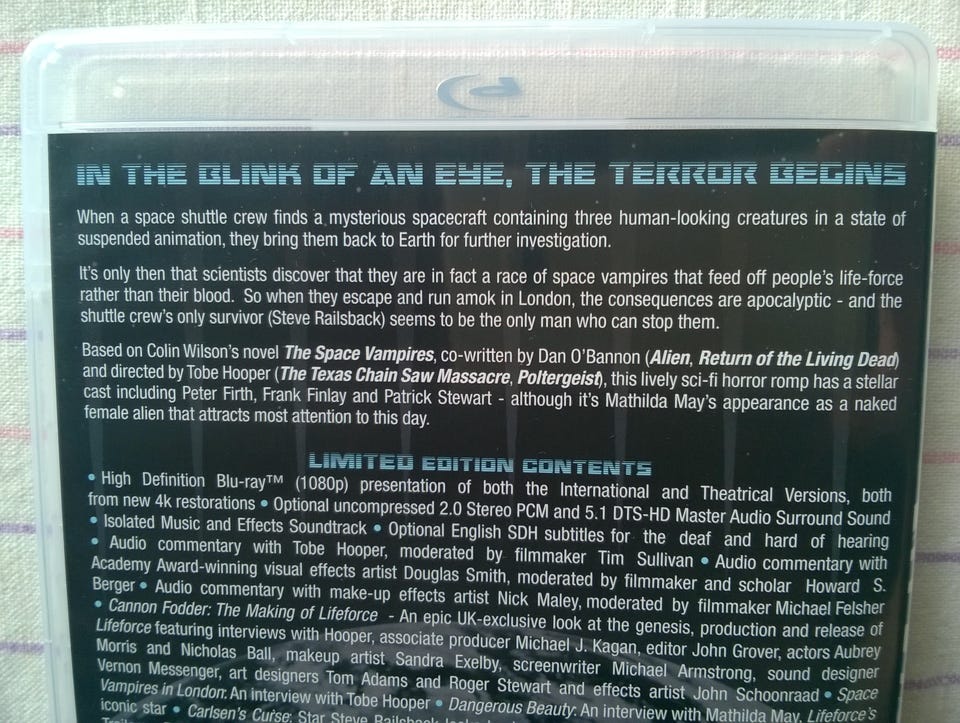 IN THE BLINK OF AN EYE, THE TERROR BEGINS
When a space shuttle crew finds a mysterious spacecraft containing three human-looking creatures in a state of
suspended animation, they bring them back to Earth for further investigation.
It's only then that scientists discover that they are in fact a race of space vampires that feed off people's life-force
rather than their blood. So when they escape and run amok in London, the consequences are apocalyptic - and the
shuttle crew's only survivor (Steve Railsback) seems to be the only man who can stop them.
Based on Colin Wilson's novel The Space Vampires, co-written by Dan O'Bannon (Alien, Return of the Living Dead)
and directed by Tobe Hooper (The Texas Chain Saw Massacre, Poltergeist), this lively sci-fi horror romp has a stellar
cast including Peter Firth, Frank Finlay and Patrick Stewart - although it's Mathilda May's appearance as a naked
female alien that attracts most attention to this day.
LIMITED EDITION CONTENTS
• High Definition Blu-ray™ (1080p) presentation of both the International and Theatrical Versions, both
from new 4k restorations • Optional uncompressed 2.0 Stereo PCM and 5.1 DTS-HD Master Audio Surround Sound
• Isolated Music and Effects Soundtrack • Optional English SDH subtitles for the deaf and hard of hearing
• Audio commentary with Tobe Hooper, moderated by filmmaker Tim Sullivan • Audio commentary with
Academy Award-winning visual effects artist Douglas Smith, moderated by filmmaker and scholar Howard S.
Berger • Audio commentary with make-up effects artist Nick Maley, moderated by filmmaker Michael Felsher
• Cannon Fodder: The Making of Lifeforce - An epic UK-exclusive look at the genesis, production and release of
Lifeforce featuring interviews with Hooper, associate producer Michael J. Kagan, editor John Grover, actors Aubrey
Morris and Nicholas Ball, makeup artist Sandra Exelby, screenwriter Michael Armstrong, sound designer
Vernon Messenger, art designers Tom Adams and Roger Stewart and effects artist John Schoonraad • Space
Vampires in London: An interview with Tobe Hooper • Dangerous Beauty: An interview with Mathilda May, Lifeforce's
iconic star • Carlsen's Curse: Star Steve Railsback